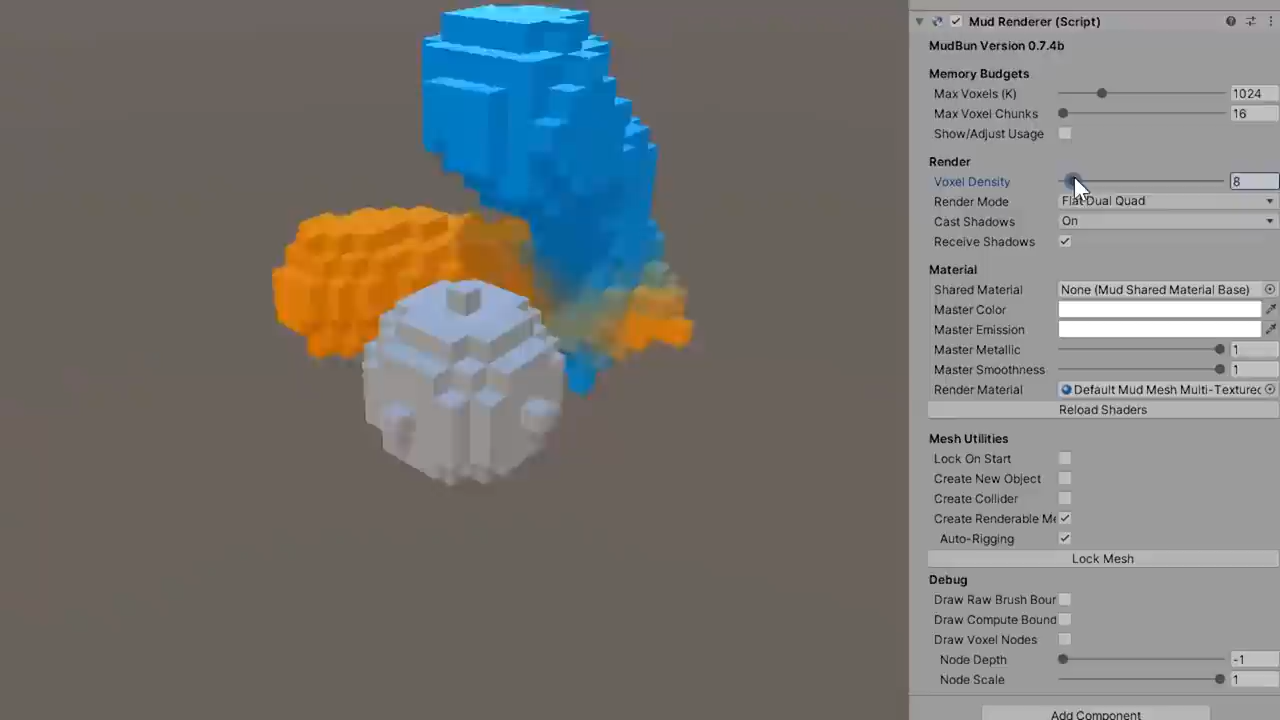 Mud Renderer (Script)
MudBun Version 0.7.4b
Memory Budgets
Max Voxels (K) 1024
Max Voxel Chunks 16
Show/Adjust Usage
Render
Voxel Density 8
Render Mode Flat Dual Quad
Cast Shadows On
Receive Shadows
Material
Shared Material None (Mud Shared Material Base)
Master Color
Master Emission
Master Metallic 1
Master Smoothness 1
Render Material Default Mud Mesh Multi-Textured
Reload Shaders
Mesh Utilities
Lock On Start
Create New Object
Create Collider
Create Renderable Me
Auto-Rigging
Lock Mesh
Debug
Draw Raw Brush Bour
Draw Compute Bound
Draw Voxel Nodes
Node Depth -1
Node Scale 1
Add Component